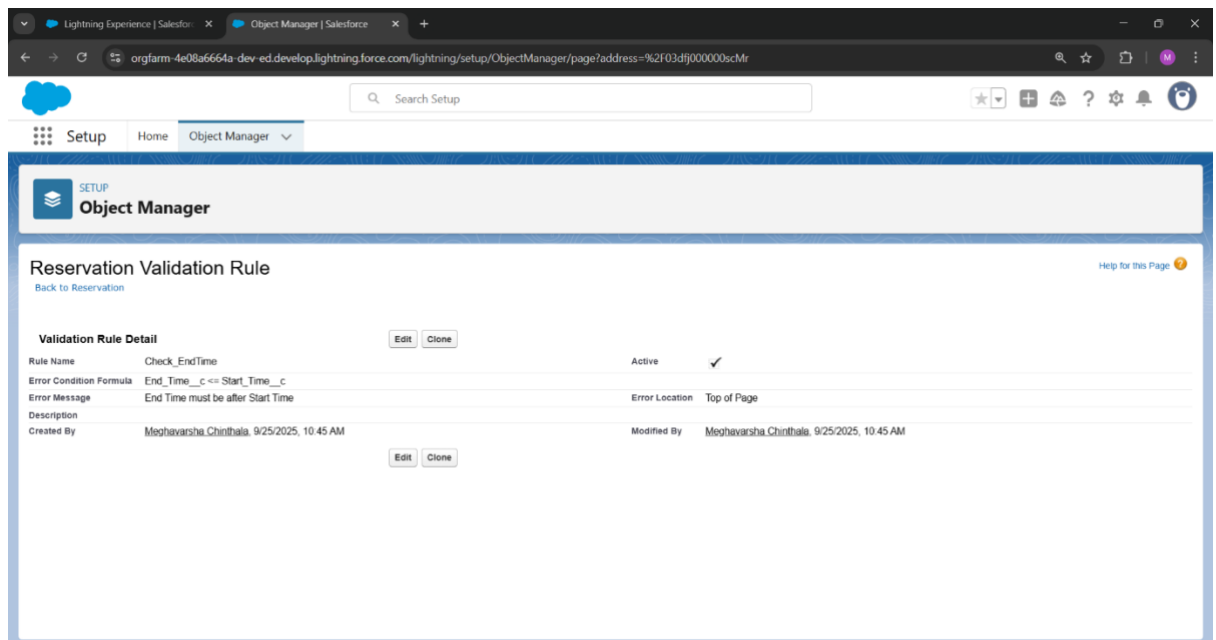 Lightning Experience | Salesforc
Object Manager | Salesforce
orgfarm-4e08a6664a-dev-ed.develop.lightning.force.com/lightning/setup/ObjectManager/page?address=%2F03dfj000000scMr
M
Search Setup
Setup Home Object Manager
SETUP
Object Manager
Reservation Validation Rule
Help for this Page ?
Back to Reservation
Validation Rule Detail
Edit Clone
Rule Name Check_EndTime Active ✓
Error Condition Formula End_Time__c <= Start_Time__c
Error Message End Time must be after Start Time Error Location Top of Page
Description
Created By Meghavarsha Chinthala, 9/25/2025, 10:45 AM Modified By Meghavarsha Chinthala, 9/25/2025, 10:45 AM
Edit Clone